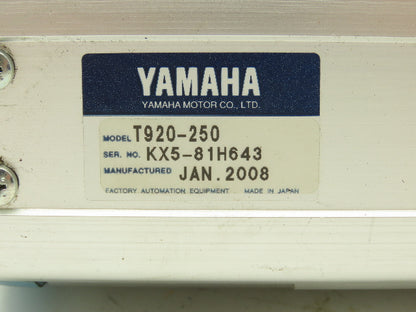 YAMAHA
YAMAHA MOTOR CO., LTD.
MODEL T920-250
SER. NO. KX5-81H643
MANUFACTURED JAN. 2008
FACTORY AUTOMATION EQUIPMENT . MADE IN JAPAN